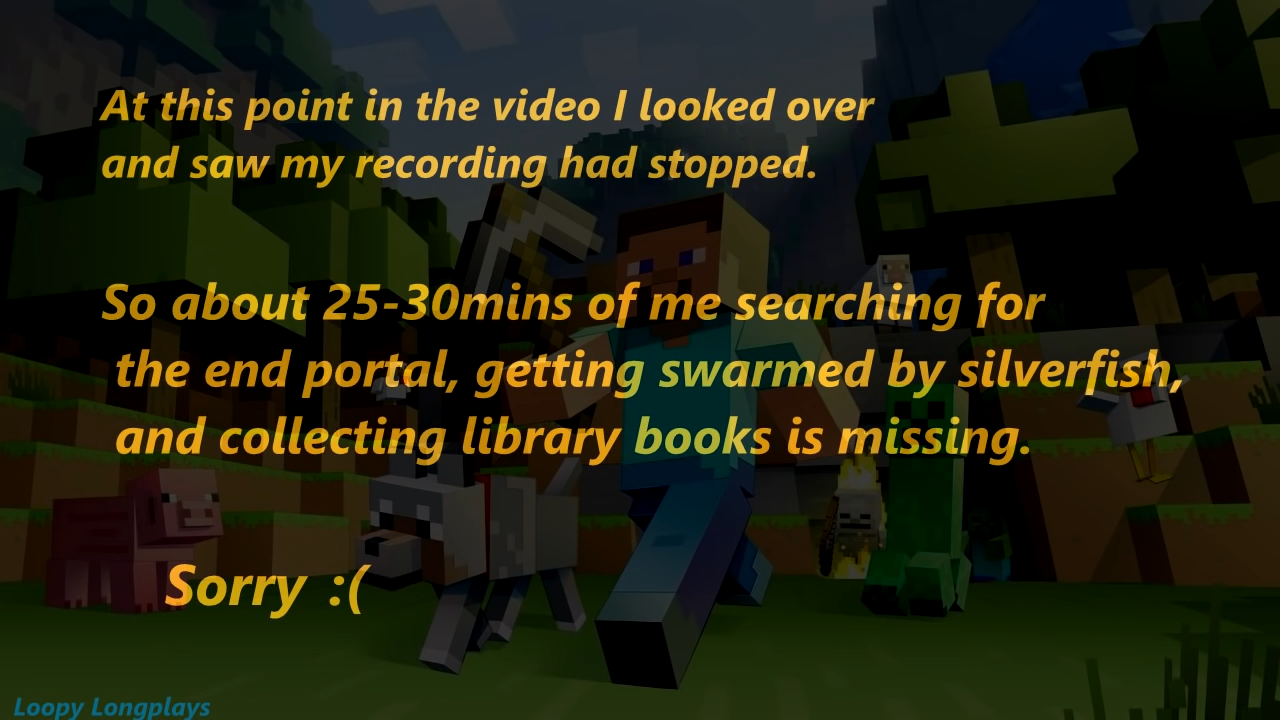 At this point in the video I looked over
and saw my recording had stopped.
So about 25-30mins of me searching for
the end portal, getting swarmed by silverfish,
and collecting library books is missing.
Sorry :(
Loopy Longplays